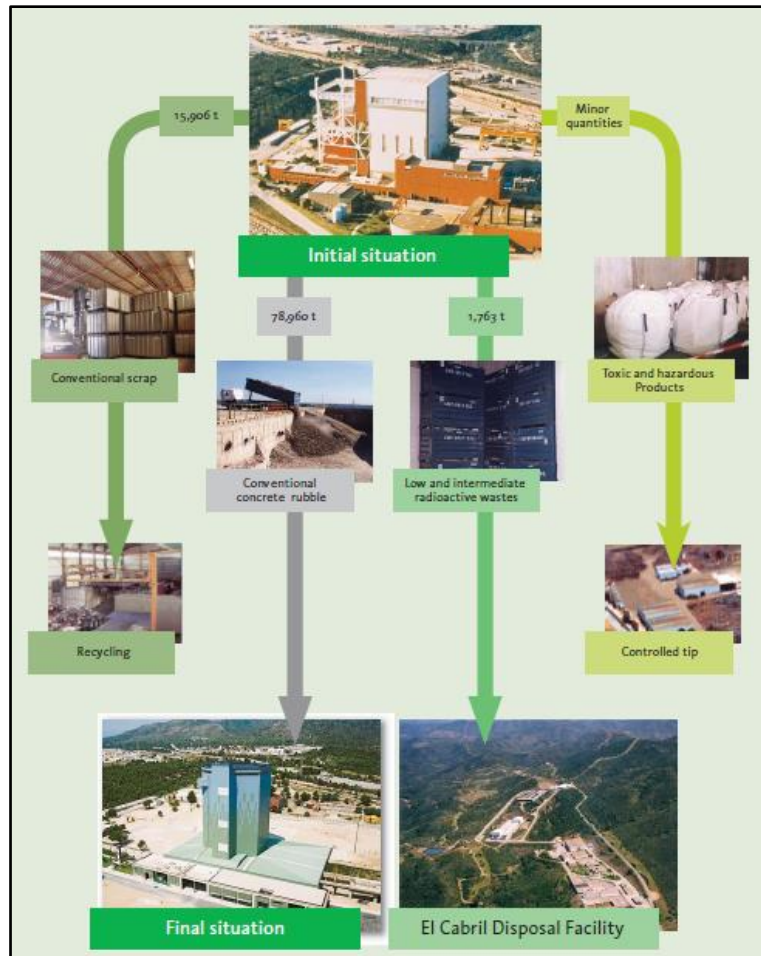 15,906 t
Minor
quantities
Initial situation
78,960 t
1,763 t
Conventional scrap
Toxic and hazardous
Products
Conventional
concrete rubble
Low and intermediate
radioactive wastes
Recycling
Controlled tip
Final situation
El Cabril Disposal Facility